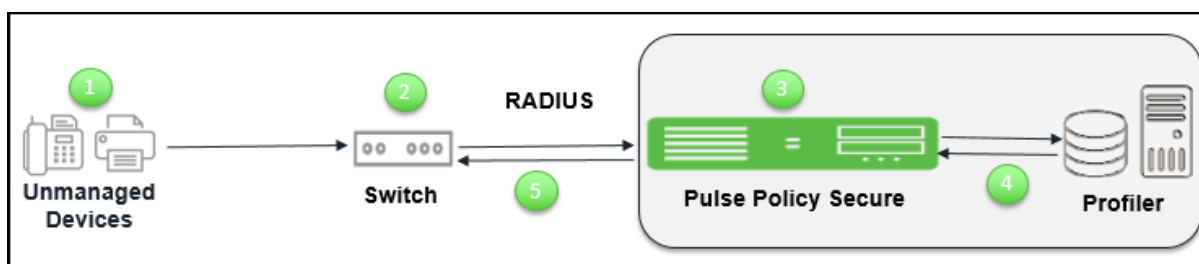 1
2
RADIUS
3
5
4
Unmanaged
Devices
Switch
Pulse Policy Secure
Profiler